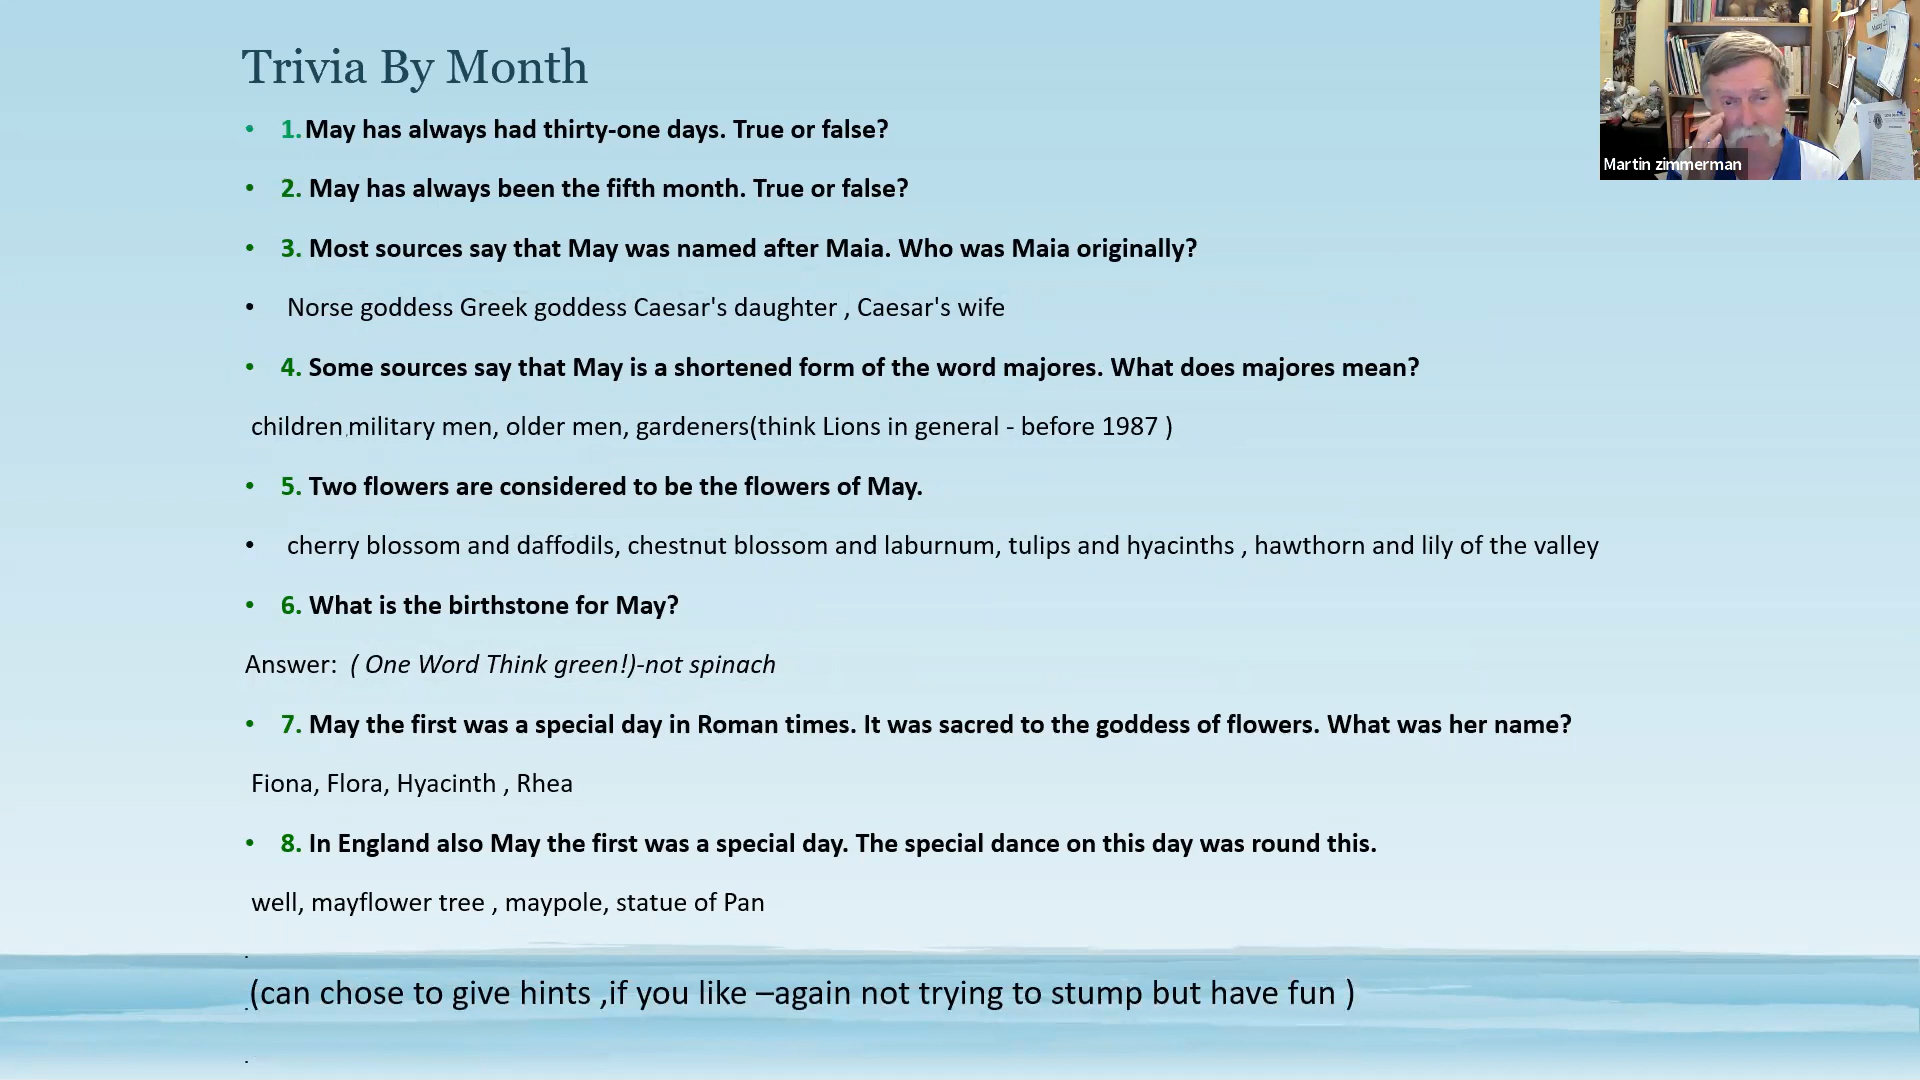 Trivia By Month
• 1. May has always had thirty-one days. True or false?
• 2. May has always been the fifth month. True or false?
• 3. Most sources say that May was named after Maia. Who was Maia originally?
• Norse goddess Greek goddess Caesar's daughter , Caesar's wife
• 4. Some sources say that May is a shortened form of the word majores. What does majores mean?
children,military men, older men, gardeners(think Lions in general - before 1987 )
• 5. Two flowers are considered to be the flowers of May.
• cherry blossom and daffodils, chestnut blossom and laburnum, tulips and hyacinths , hawthorn and lily of the valley
• 6. What is the birthstone for May?
Answer: ( One Word Think green!)-not spinach
• 7. May the first was a special day in Roman times. It was sacred to the goddess of flowers. What was her name?
Fiona, Flora, Hyacinth , Rhea
• 8. In England also May the first was a special day. The special dance on this day was round this.
well, mayflower tree , maypole, statue of Pan
.
.(can chose to give hints ,if you like –again not trying to stump but have fun )
.
Martin zimmerman